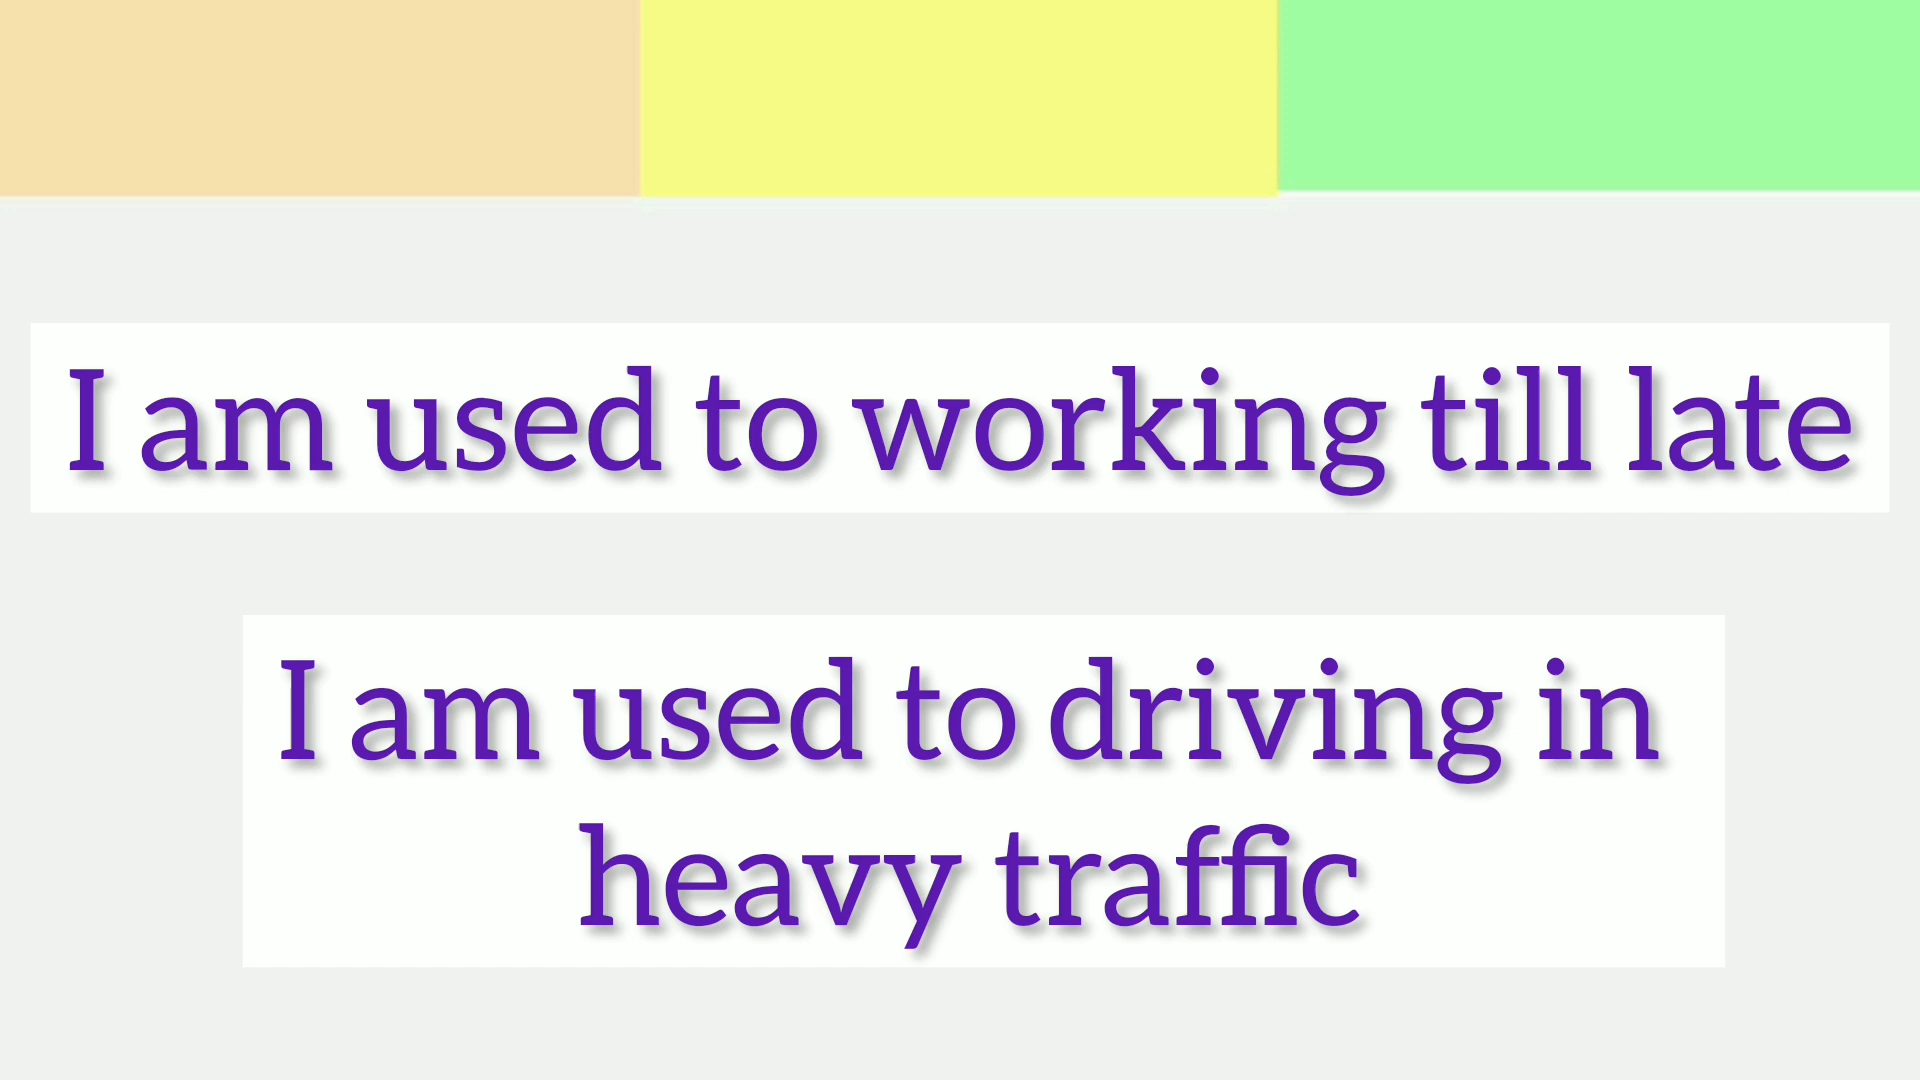 I am used to working till late
I am used to driving in
heavy traffic